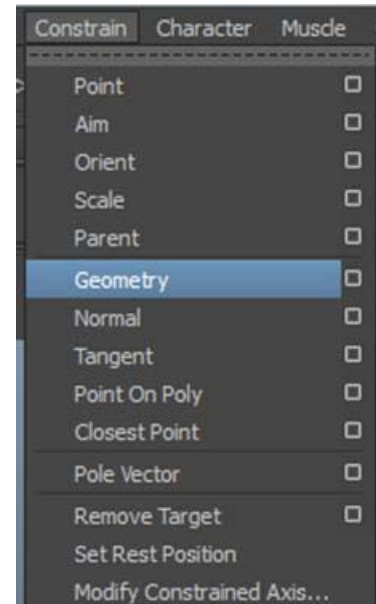 Constrain Character Muscle
Point
Aim
Orient
Scale
Parent
Geometry
Normal
Tangent
Point On Poly
Closest Point
Pole Vector
Remove Target
Set Rest Position
Modify Constrained Axis...